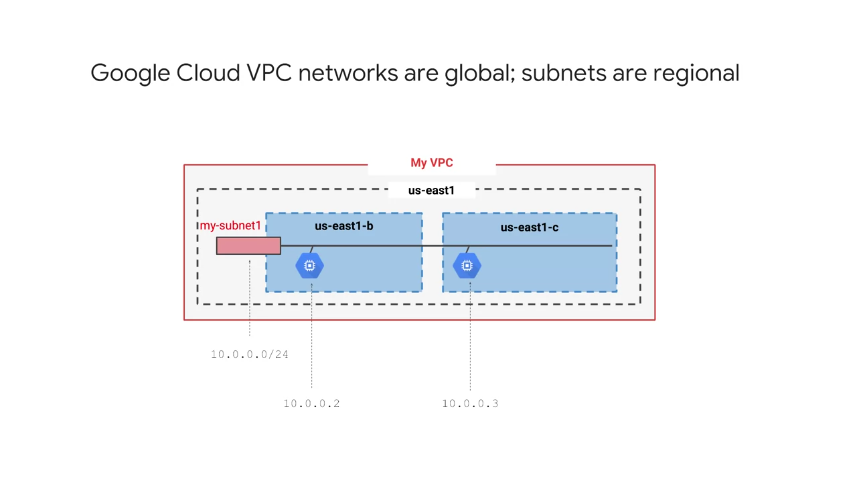 Google Cloud VPC networks are global; subnets are regional
My VPC
us-east1
my-subnet1
us-east1-b
us-east1-c
10.0.0.0/24
10.0.0.2
10.0.0.3